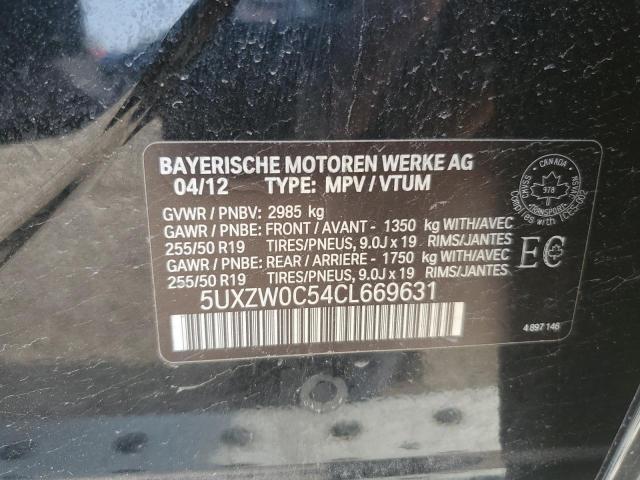 BAYERISCHE MOTOREN WERKE AG
04/12 TYPE: MPV / VTUM
GVWR / PNBV: 2985 kg
GAWR / PNBE: FRONT / AVANT - 1350 kg WITH/AVEC
255/50 R19 TIRES/PNEUS, 9.0J x 19 RIMS/JANTES
GAWR / PNBE: REAR / ARRIERE - 1750 kg WITH/AVEC
255/50 R19 TIRES/PNEUS, 9.0J x 19 RIMS/JANTES
5UXZW0C54CL669631
CANADA
978
TRANSPORT
EC
4 897 146